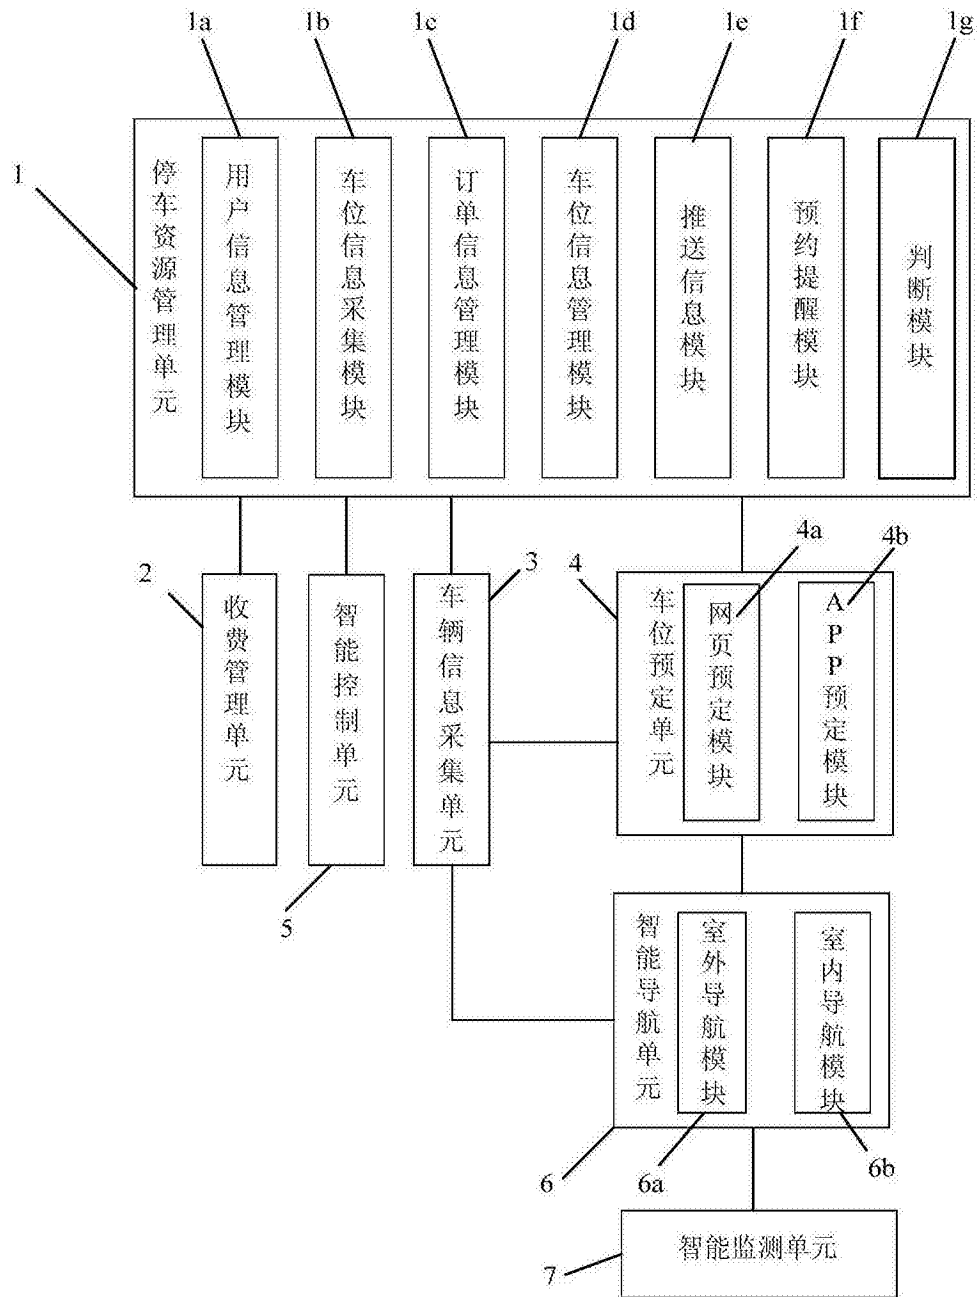 1a
1b
1c
1d
1e
1f
1g
1
停车资源管理单元
用户信息管理模块
车位信息采集模块
订单信息管理模块
车位信息管理模块
推送信息模块
预约提醒模块
判断模块
2
3
4
4a
4b
收费管理单元
智能控制单元
车辆信息采集单元
车位预定单元
网页预定模块
APP预定模块
5
智能导航单元
室外导航模块
室内导航模块
6
6a
6b
智能监测单元
7